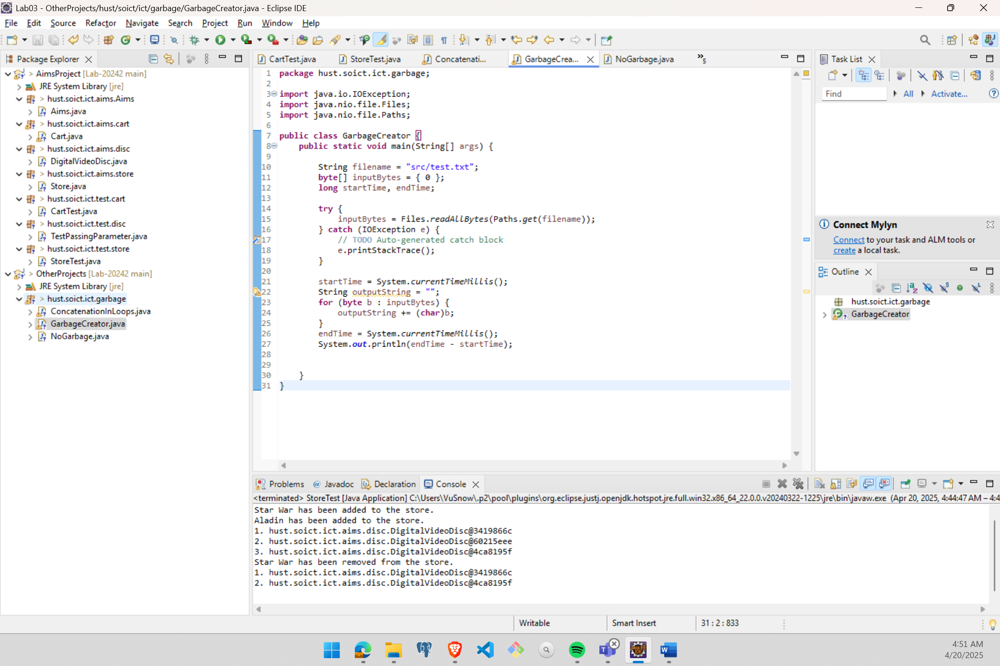 Lab03 - OtherProjects/hust/soict/ict/garbage/GarbageCreator.java - Eclipse IDE
File Edit Source Refactor Navigate Search Project Run Window Help
Package Explorer
> AimsProject [Lab-20242 main]
JRE System Library [jre]
> hust.soict.ict.aims.Aims
Aims.java
> hust.soict.ict.aims.cart
Cart.java
> hust.soict.ict.aims.disc
DigitalVideoDisc.java
> hust.soict.ict.aims.store
Store.java
> hust.soict.ict.test.cart
CartTest.java
> hust.soict.ict.test.disc
TestPassingParameter.java
> hust.soict.ict.test.store
StoreTest.java
> OtherProjects [Lab-20242 main]
JRE System Library [jre]
> hust.soict.ict.garbage
ConcatenationInLoops.java
GarbageCreator.java
NoGarbage.java
CartTest.java StoreTest.java Concatenati... GarbageCrea... NoGarbage.java »5
1 package hust.soict.ict.garbage;
2
3 import java.io.IOException;
4 import java.nio.file.Files;
5 import java.nio.file.Paths;
6
7 public class GarbageCreator {
8 public static void main(String[] args) {
9
10 String filename = "src/test.txt";
11 byte[] inputBytes = { 0 };
12 long startTime, endTime;
13
14 try {
15 inputBytes = Files.readAllBytes(Paths.get(filename));
16 } catch (IOException e) {
17 // TODO Auto-generated catch block
18 e.printStackTrace();
19 }
20
21 startTime = System.currentTimeMillis();
22 String outputString = "";
23 for (byte b : inputBytes) {
24 outputString += (char)b;
25 }
26 endTime = System.currentTimeMillis();
27 System.out.println(endTime - startTime);
28
29
30 }
31 }
Task List
Find All Activate...
Connect Mylyn
Connect to your task and ALM tools or
create a local task.
Outline
hust.soict.ict.garbage
GarbageCreator
Problems @ Javadoc Declaration Console
<terminated> StoreTest [Java Application] C:\Users\VuSnow\.p2\pool\plugins\org.eclipse.justj.openjdk.hotspot.jre.full.win32.x86_64_22.0.0.v20240322-1225\jre\bin\javaw.exe (Apr 20, 2025, 4:44:47 AM – 4:4
Star War has been added to the store.
Aladin has been added to the store.
1. hust.soict.ict.aims.disc.DigitalVideoDisc@3419866c
2. hust.soict.ict.aims.disc.DigitalVideoDisc@60215eee
3. hust.soict.ict.aims.disc.DigitalVideoDisc@4ca8195f
Star War has been removed from the store.
1. hust.soict.ict.aims.disc.DigitalVideoDisc@3419866c
2. hust.soict.ict.aims.disc.DigitalVideoDisc@4ca8195f
Writable Smart Insert 31 : 2 : 833
4:51 AM
4/20/2025